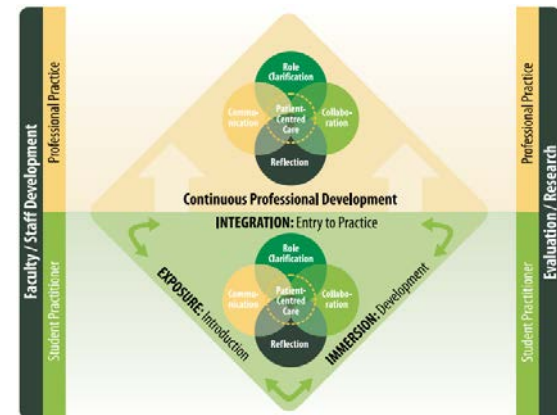 Faculty / Staff Development
Professional Practice
Student Practitioner
Role
Clarification
Commu-
nication
Patient-
Centred
Care
Collabo-
ration
Reflection
Continuous Professional Development
INTEGRATION: Entry to Practice
Role
Clarification
Commu-
nication
Patient-
Centred
Care
Collabo-
ration
Reflection
EXPOSURE: Introduction
IMMERSION: Development
Professional Practice
Student Practitioner
Evaluation / Research